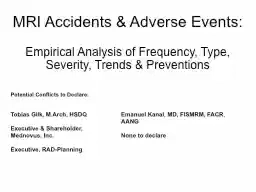 MRI Accidents & Adverse Events:
Empirical Analysis of Frequency, Type,
Severity, Trends & Preventions
Potential Conflicts to Declare:
Tobias Gilk, M.Arch, HSDQ
Executive & Shareholder,
Mednovus, Inc.
Executive, RAD-Planning
Emanuel Kanal, MD, FISMRM, FACR,
AANG
None to declare